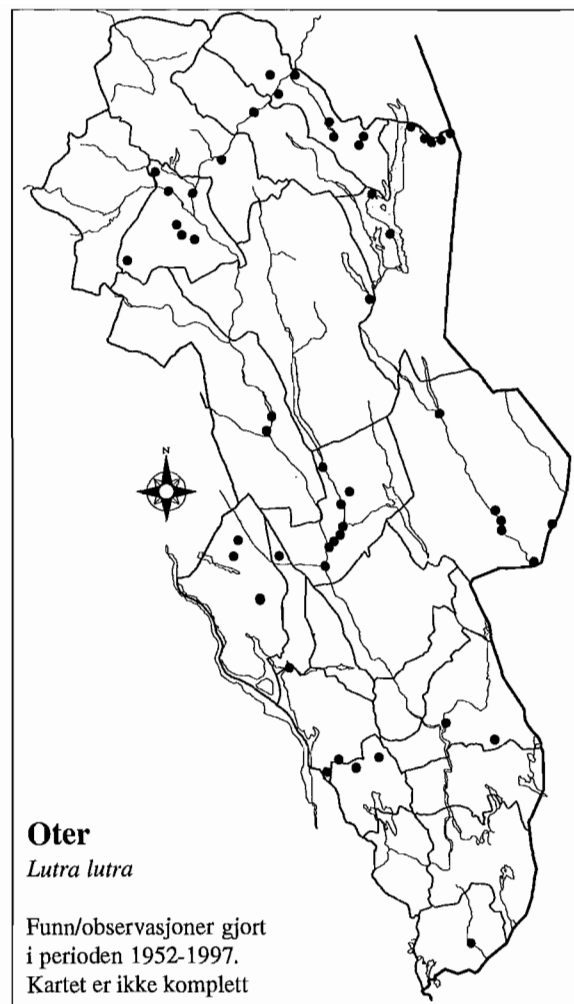 N
Oter
Lutra lutra
Funn/observasjoner gjort
i perioden 1952-1997.
Kartet er ikke komplett